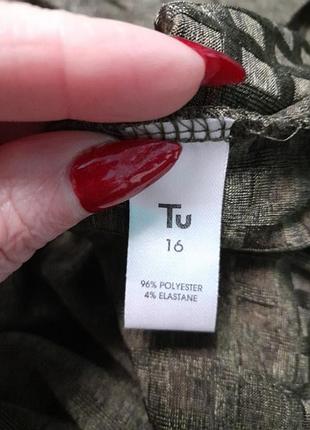 Tu
16
96% POLYESTER
4% ELASTANE